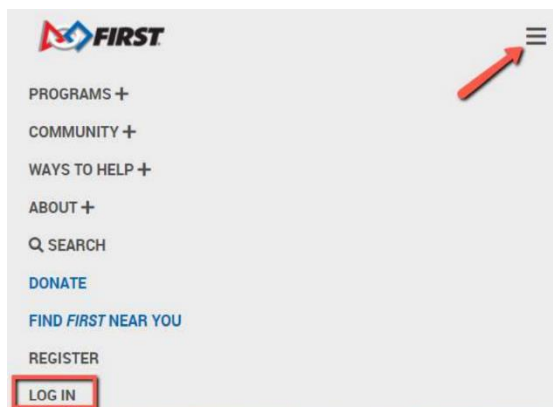 FIRST
PROGRAMS +
COMMUNITY +
WAYS TO HELP +
ABOUT +
SEARCH
DONATE
FIND FIRST NEAR YOU
REGISTER
LOG IN